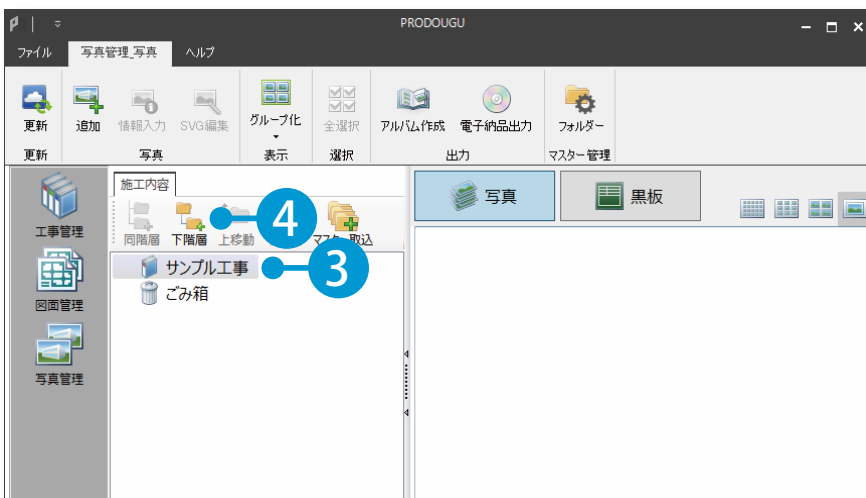 PRODOUGU
ファイル 写真管理_写真 ヘルプ
更新 追加 情報入力 SVG編集 グループ化 全選択 アルバム作成 電子納品出力 フォルダー
更新 写真 表示 選択 出力 マスター管理
施工内容
写真 黒板
工事管理
同階層 下階層 上移動 取込
4
サンプル工事 3
ごみ箱
図面管理
写真管理